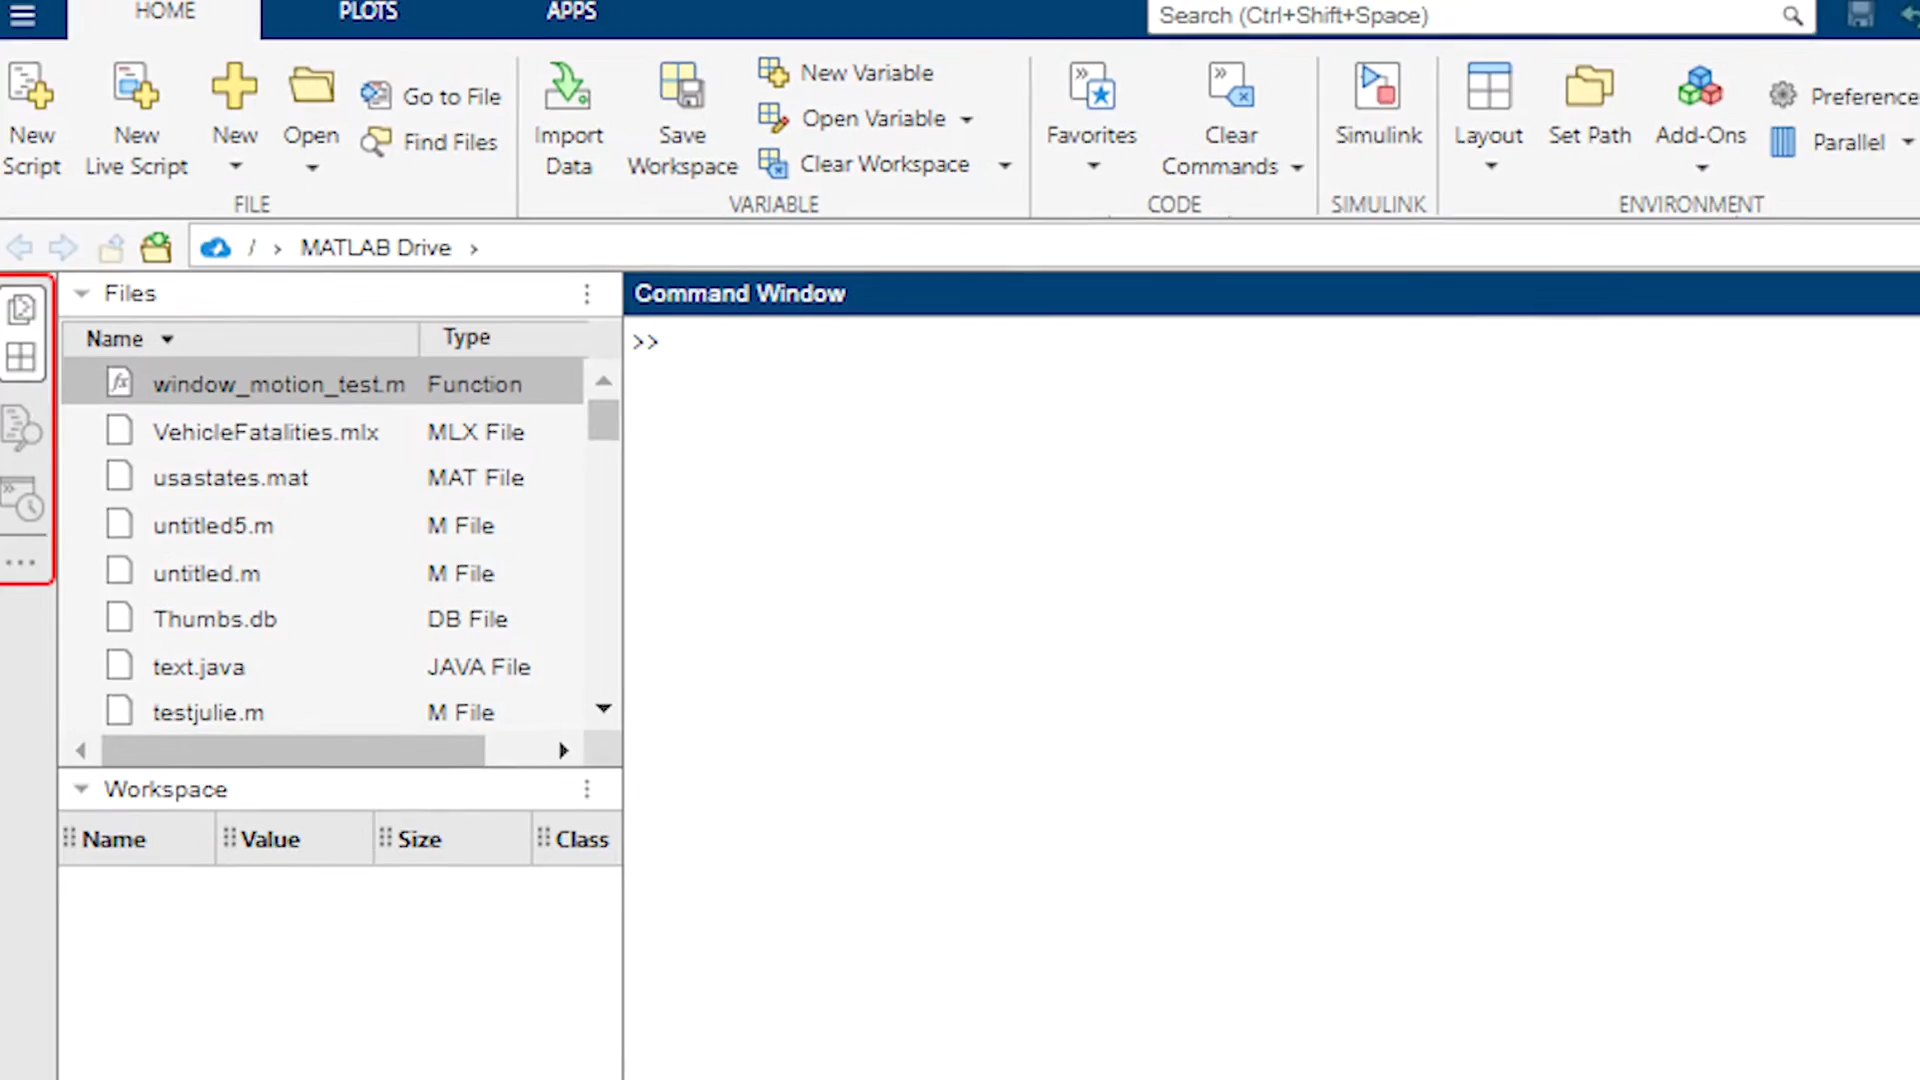 HOME PLOTS APPS Search (Ctrl+Shift+Space)
New Script
New Live Script
New
Open
Go to File
Find Files
FILE
Import Data
Save Workspace
New Variable
Open Variable
Clear Workspace
VARIABLE
Favorites
Clear Commands
CODE
Simulink
SIMULINK
Layout
Set Path
Add-Ons
Preference
Parallel
ENVIRONMENT
/ › MATLAB Drive ›
Files
Name Type
window_motion_test.m Function
VehicleFatalities.mlx MLX File
usastates.mat MAT File
untitled5.m M File
untitled.m M File
Thumbs.db DB File
text.java JAVA File
testjulie.m M File
Workspace
Name Value Size Class
Command Window
>>